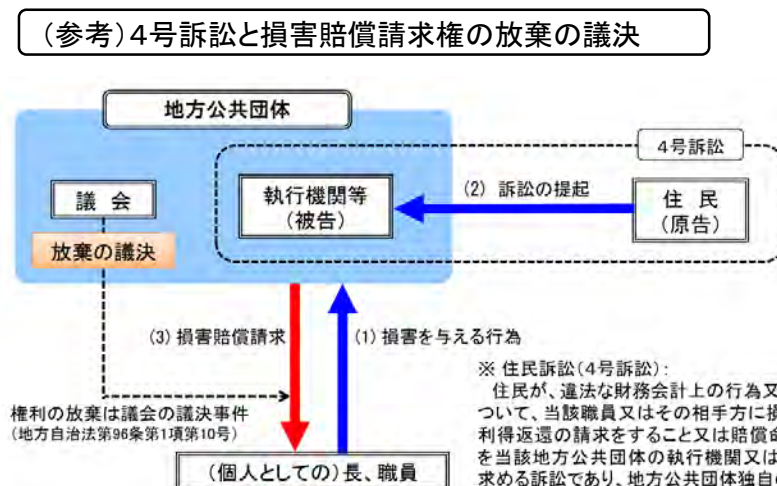 (参考)4号訴訟と損害賠償請求権の放棄の議決
地方公共団体
4号訴訟
議 会
執行機関等
(被告)
(2) 訴訟の提起
住 民
(原告)
放棄の議決
(3) 損害賠償請求
(1) 損害を与える行為
権利の放棄は議会の議決事件
(地方自治法第96条第1項第10号)
(個人としての)長、職員
※ 住民訴訟(4号訴訟):
住民が、違法な財務会計上の行為又
ついて、当該職員又はその相手方に損
利得返還の請求をすること又は賠償命
を当該地方公共団体の執行機関又は
求める訴訟であり、地方公共団体独自の